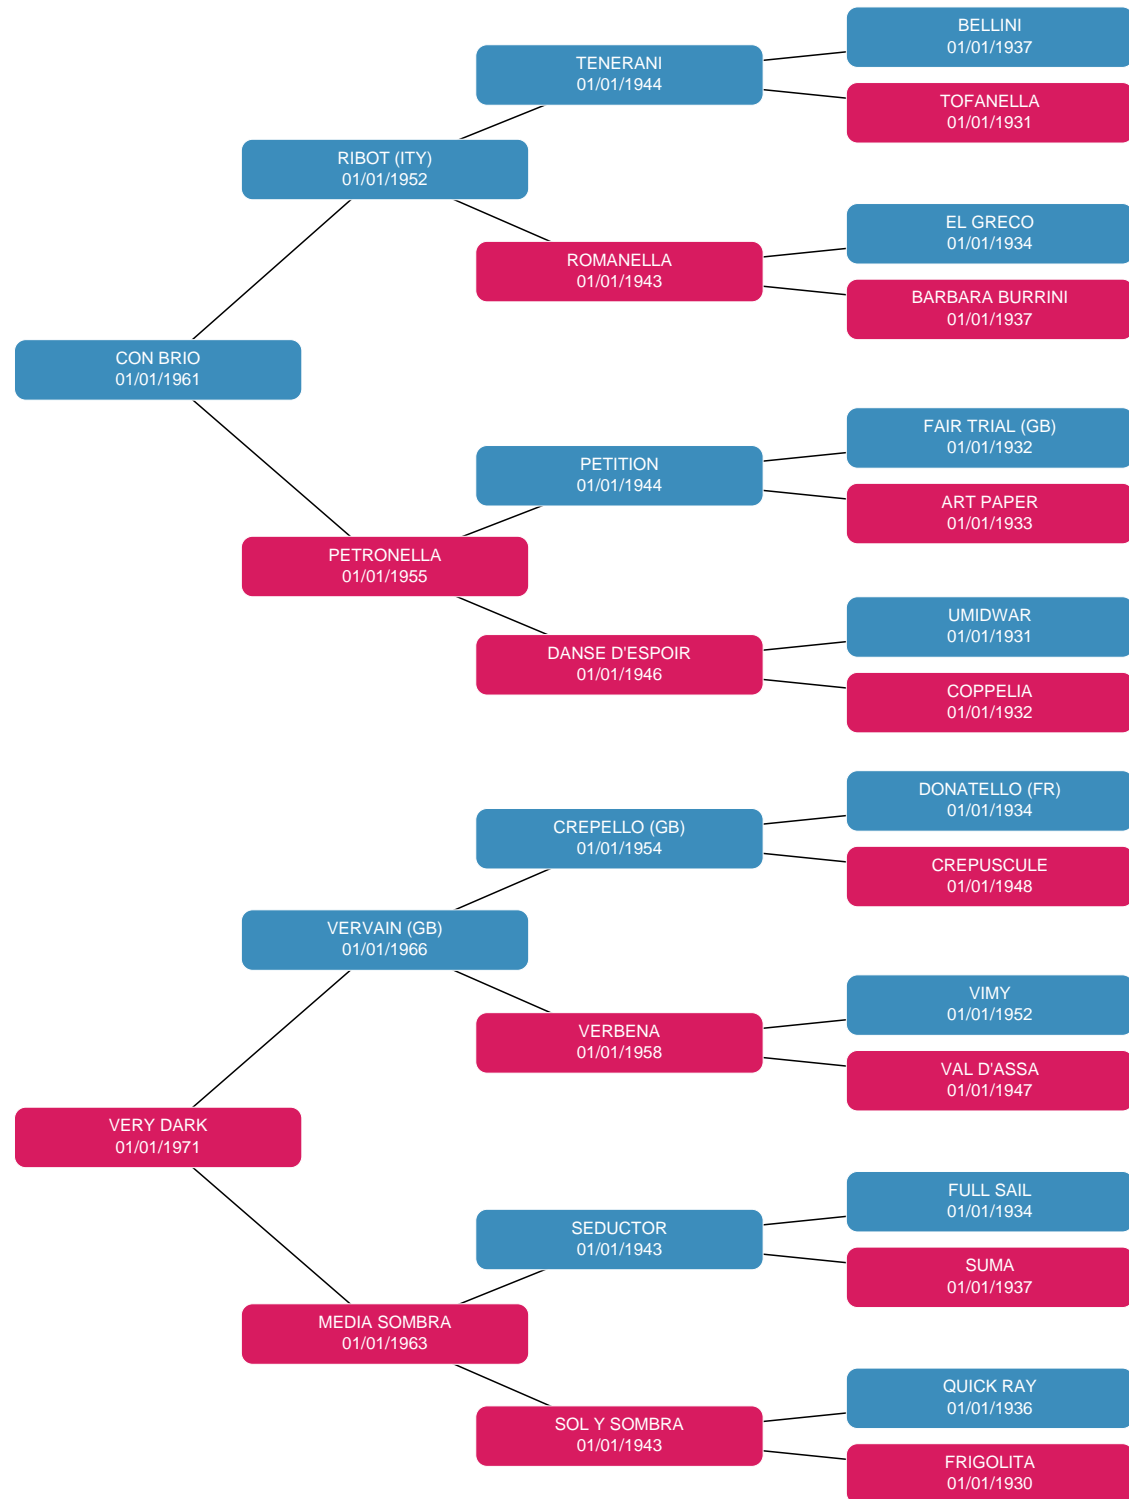 BELLINI
01/01/1937
TENERANI
01/01/1944
TOFANELLA
01/01/1931
RIBOT (ITY)
01/01/1952
EL GRECO
01/01/1934
ROMANELLA
01/01/1943
BARBARA BURRINI
01/01/1937
CON BRIO
01/01/1961
FAIR TRIAL (GB)
01/01/1932
PETITION
01/01/1944
ART PAPER
01/01/1933
PETRONELLA
01/01/1955
UMIDWAR
01/01/1931
DANSE D'ESPOIR
01/01/1946
COPPELIA
01/01/1932
DONATELLO (FR)
01/01/1934
CREPELLO (GB)
01/01/1954
CREPUSCULE
01/01/1948
VERVAIN (GB)
01/01/1966
VIMY
01/01/1952
VERBENA
01/01/1958
VAL D'ASSA
01/01/1947
VERY DARK
01/01/1971
FULL SAIL
01/01/1934
SEDUCTOR
01/01/1943
SUMA
01/01/1937
MEDIA SOMBRA
01/01/1963
QUICK RAY
01/01/1936
SOL Y SOMBRA
01/01/1943
FRIGOLITA
01/01/1930